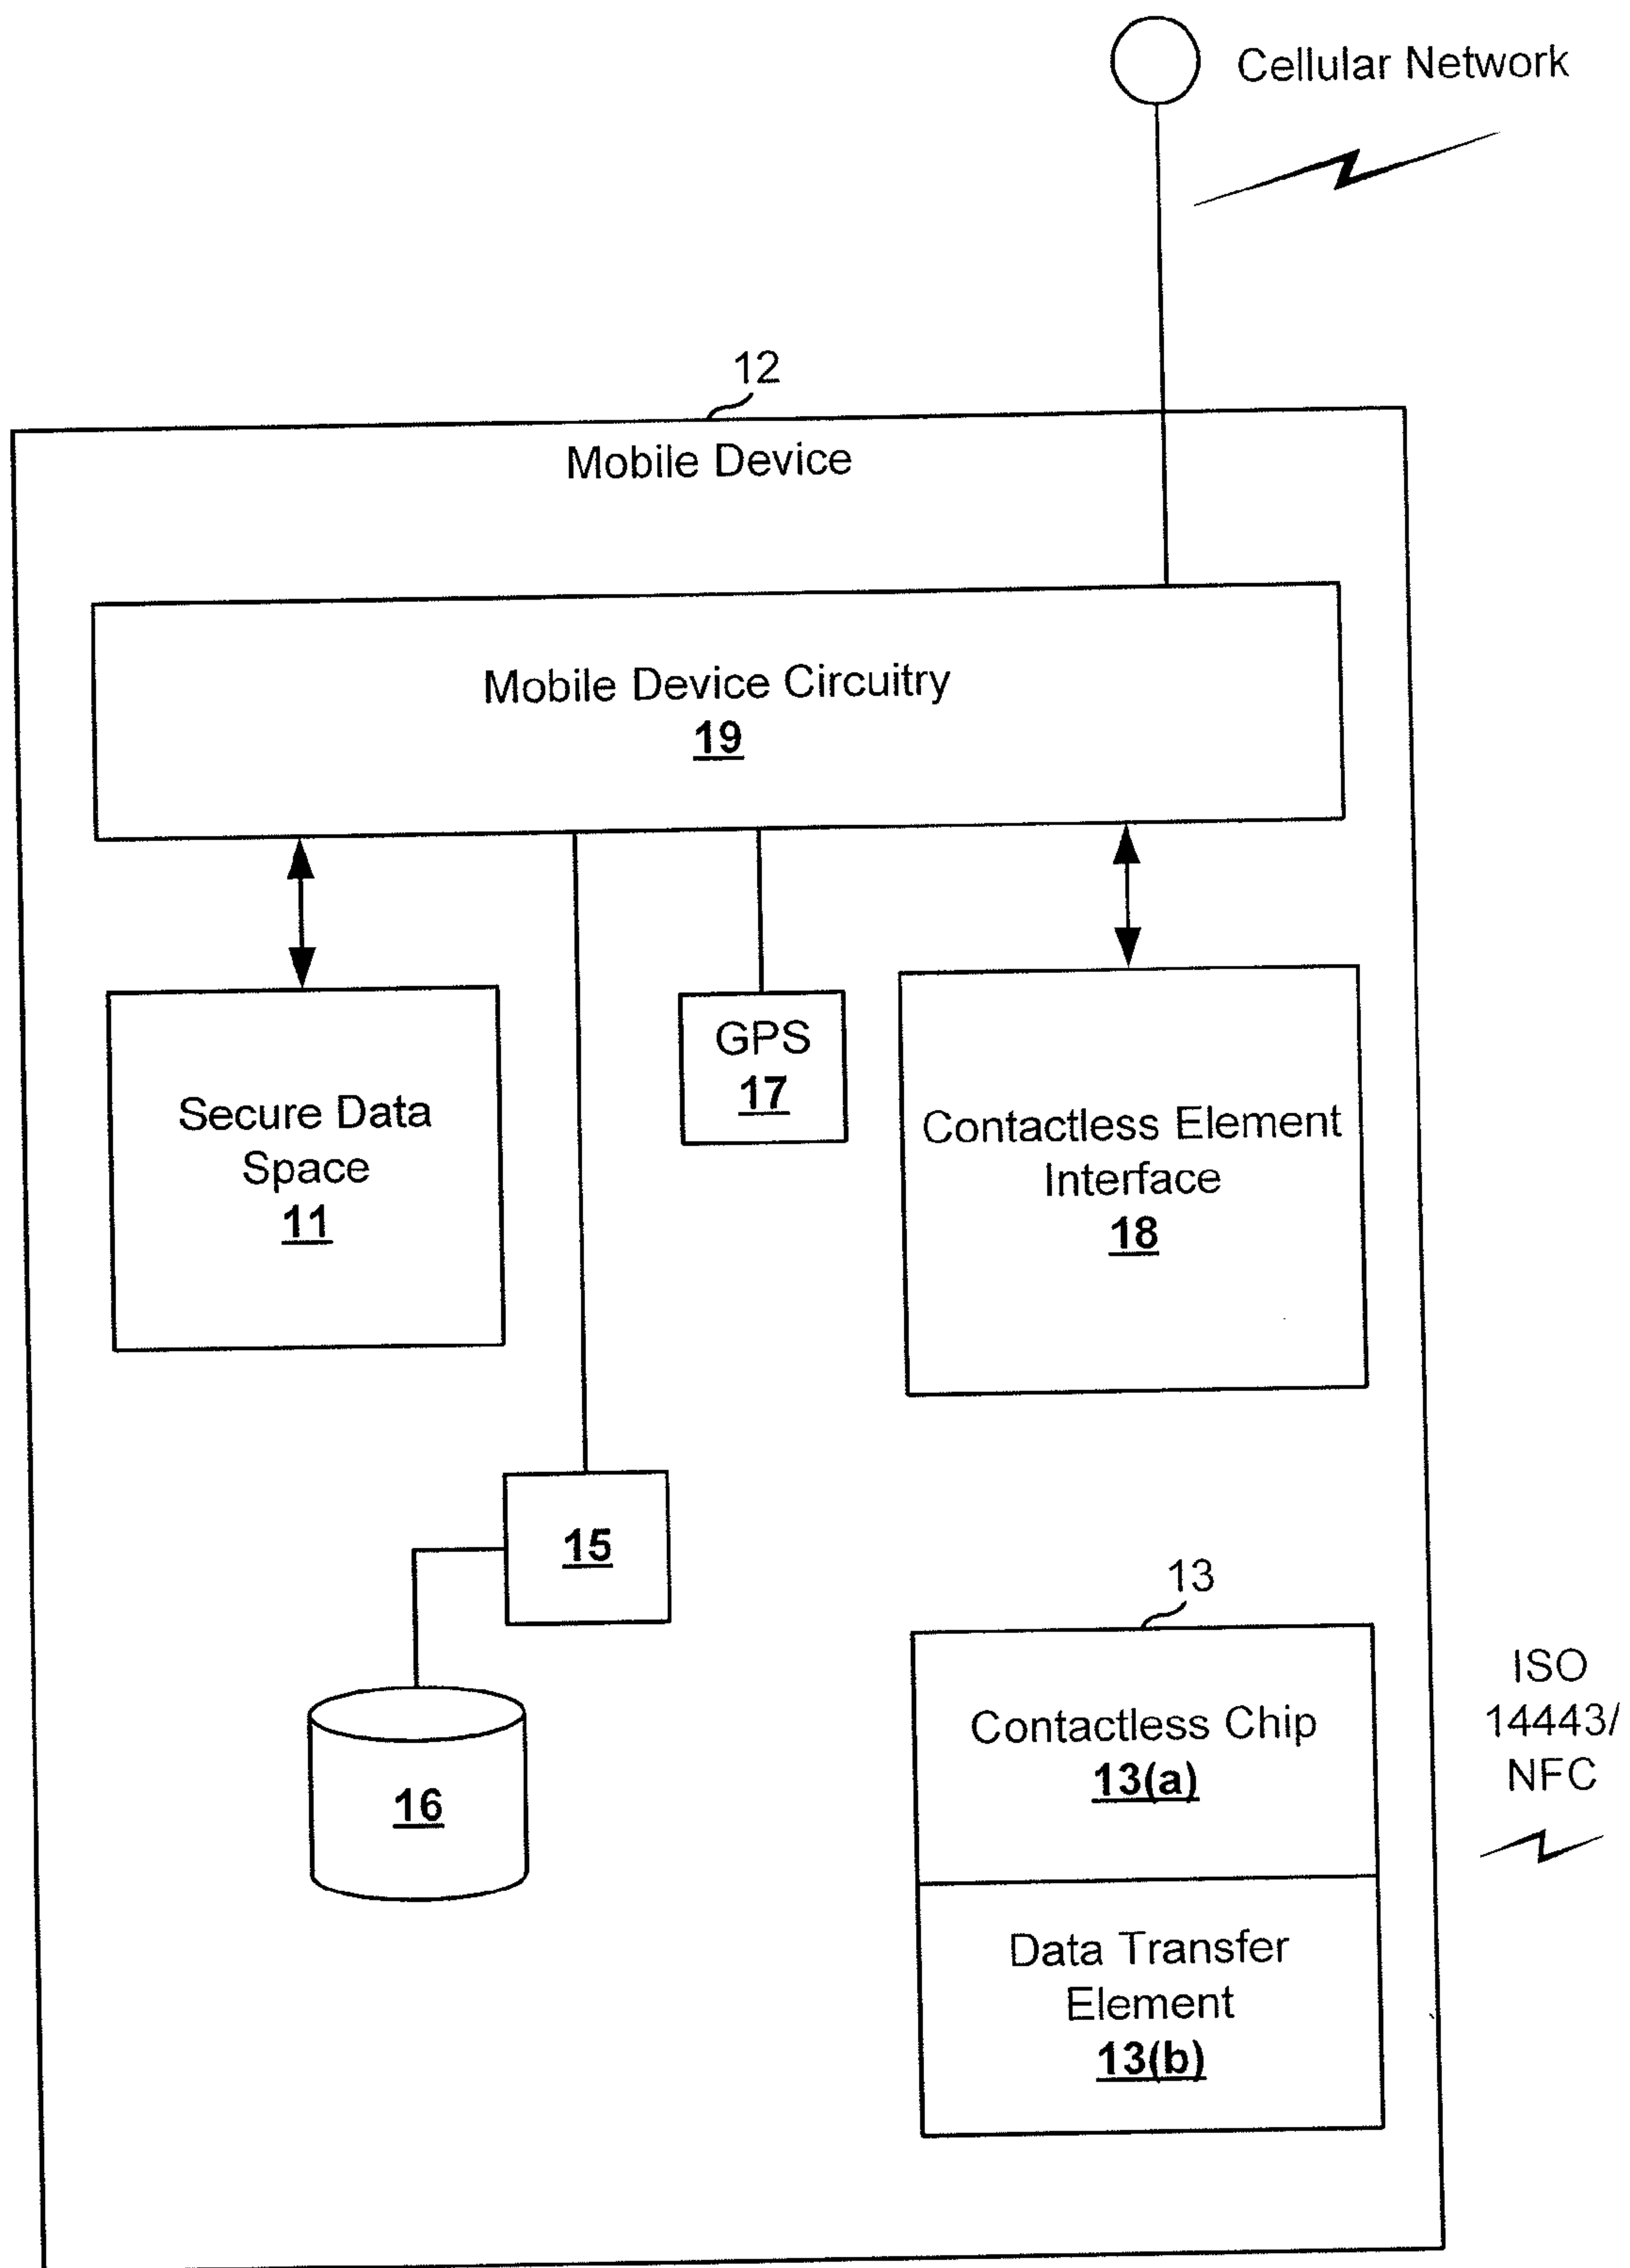 Cellular Network
12
Mobile Device
Mobile Device Circuitry
19
Secure Data
Space
11
GPS
17
Contactless Element
Interface
18
15
16
13
Contactless Chip
13(a)
Data Transfer
Element
13(b)
ISO
14443/
NFC